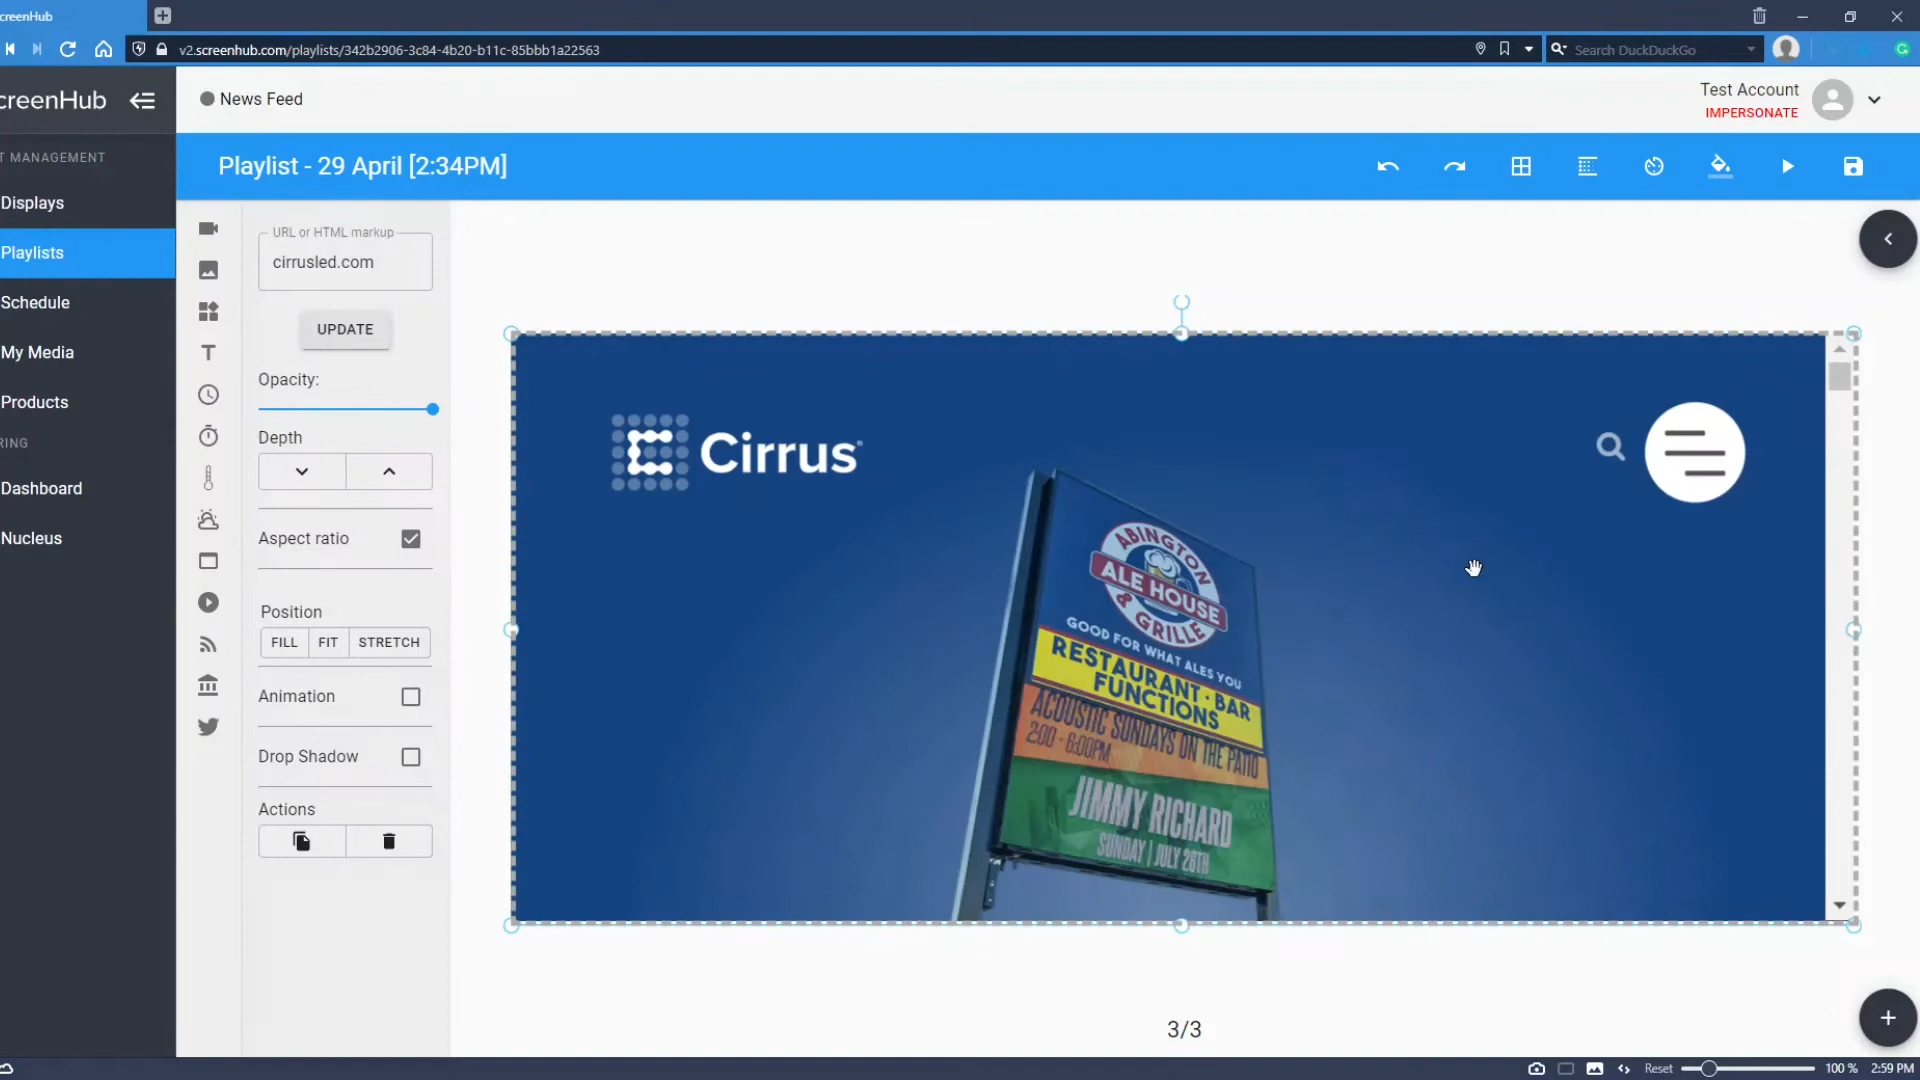 creenHub
v2.screenhub.com/playlists/342b2906-3c84-4b20-b11c-85bbb1a22563
Search DuckDuckGo
creenHub
News Feed
Test Account
IMPERSONATE
T MANAGEMENT
Displays
Playlists
Schedule
My Media
Products
RING
Dashboard
Nucleus
Playlist - 29 April [2:34PM]
URL or HTML markup
cirrusled.com
UPDATE
Opacity:
Depth
Aspect ratio
Position
FILL FIT STRETCH
Animation
Drop Shadow
Actions
Cirrus
ABINGTON
ALE HOUSE
& GRILLE
GOOD FOR WHAT ALES YOU
RESTAURANT · BAR
FUNCTIONS
ACOUSTIC SUNDAYS ON THE PATIO
2:00 - 6:00PM
JIMMY RICHARD
SUNDAY | JULY 26TH
3/3
Reset
100 %
2:59 PM